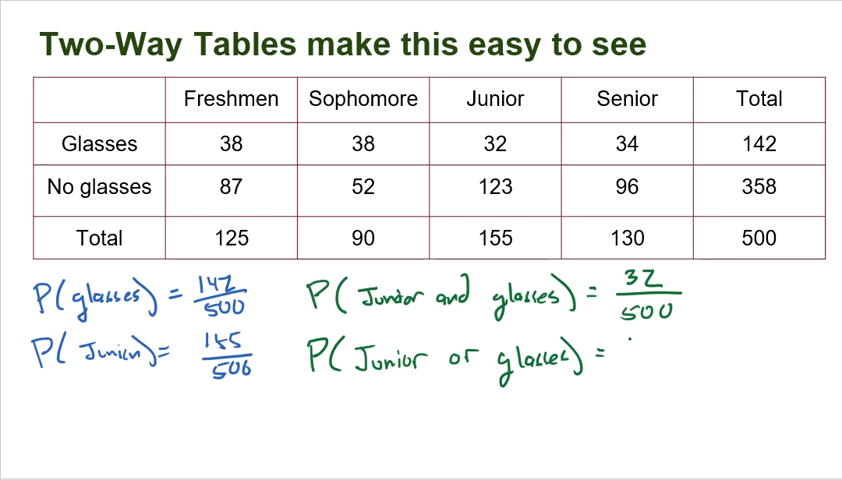 Two-Way Tables make this easy to see
Freshmen Sophomore Junior Senior Total
Glasses 38 38 32 34 142
No glasses 87 52 123 96 358
Total 125 90 155 130 500
P(glasses) = 142/500 P(Junior and glasses) = 32/500
P(Junior) = 155/500 P(Junior or glasses) =